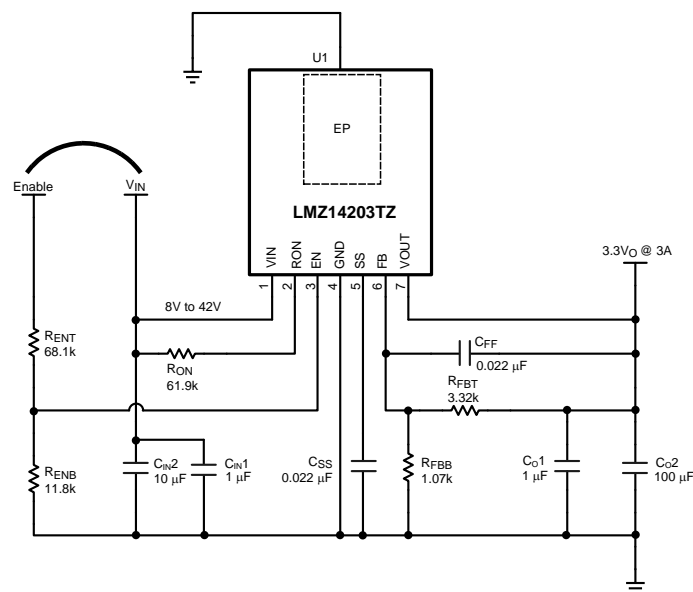 U1
EP
Enable
VIN
LMZ14203TZ
3.3VO @ 3A
VIN
RON
EN
GND
SS
FB
VOUT
1
2
3
4
5
6
7
8V to 42V
RENT
68.1k
RON
61.9k
CFF
0.022 μF
RFBT
3.32k
RENB
11.8k
CIN2
10 μF
CIN1
1 μF
CSS
0.022 μF
RFBB
1.07k
CO1
1 μF
CO2
100 μF